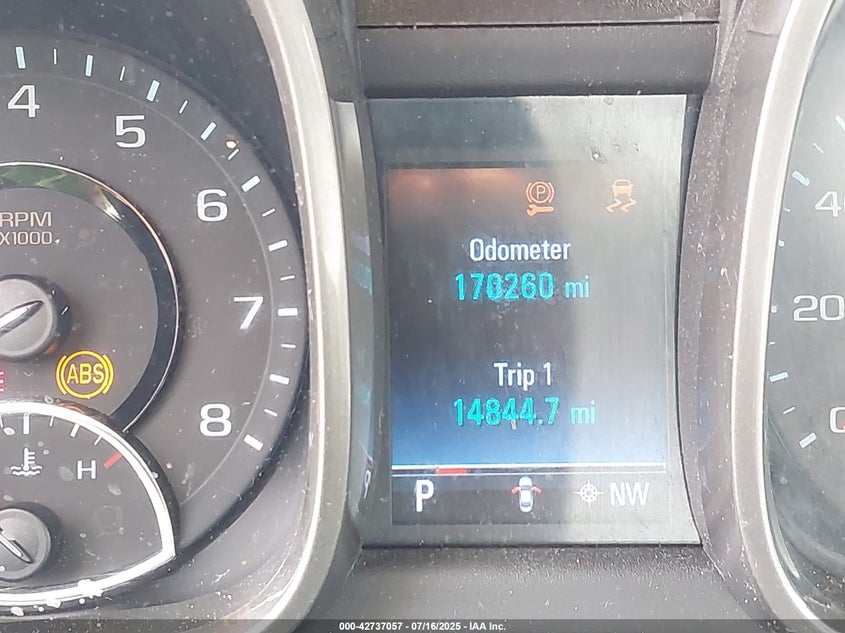 4
5
6
7
8
RPM
X1000
ABS
H
P
Odometer
170260 mi
Trip 1
14844.7 mi
P
NW
20
000-42737057 - 07/16/2025 - IAA Inc.